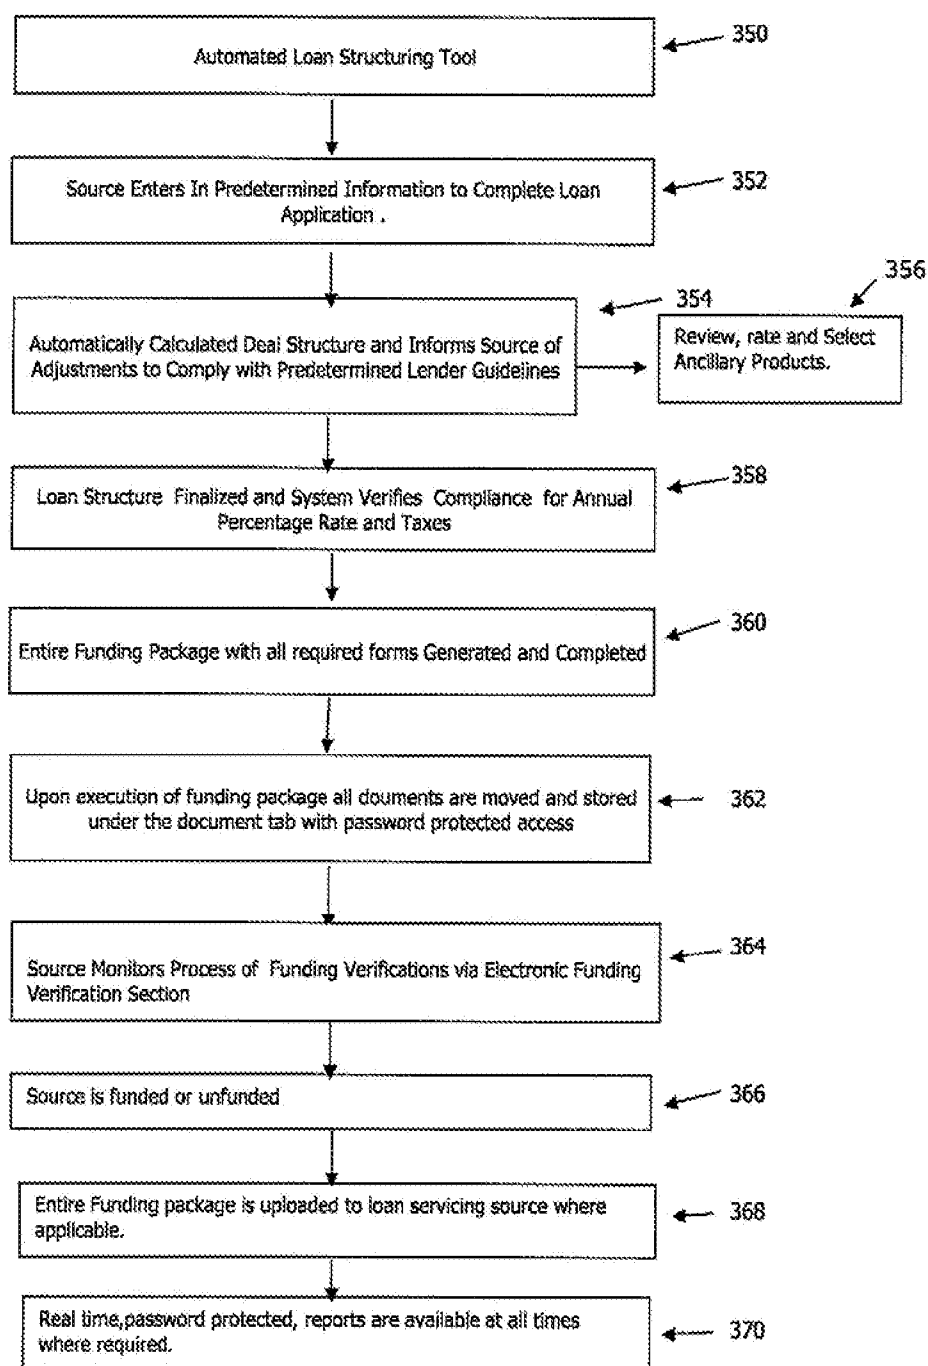 Automated Loan Structuring Tool
350
Source Enters In Predetermined Information to Complete Loan
Application .
352
Automatically Calculated Deal Structure and Informs Source of
Adjustments to Comply with Predetermined Lender Guidelines
354
356
Review, rate and Select
Ancillary Products.
Loan Structure Finalized and System Verifies Compliance for Annual
Percentage Rate and Taxes
358
Entire Funding Package with all required forms Generated and Completed
360
Upon execution of funding package all douments are moved and stored
under the document tab with password protected access
362
Source Monitors Process of Funding Verifications via Electronic Funding
Verification Section
364
Source is funded or unfunded
366
Entire Funding package is uploaded to loan servicing source where
applicable.
368
Real time,password protected, reports are available at all times
where required.
370